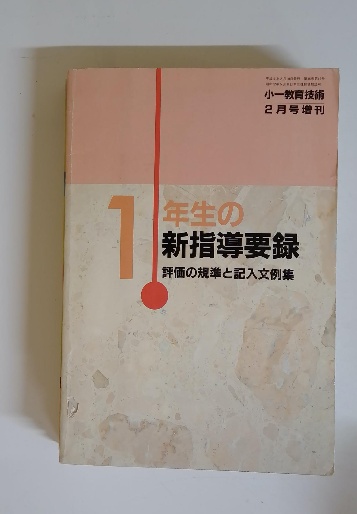 小一教育技術
2月号増刊
1年生の
新指導要録
評価の規準と記入文例集